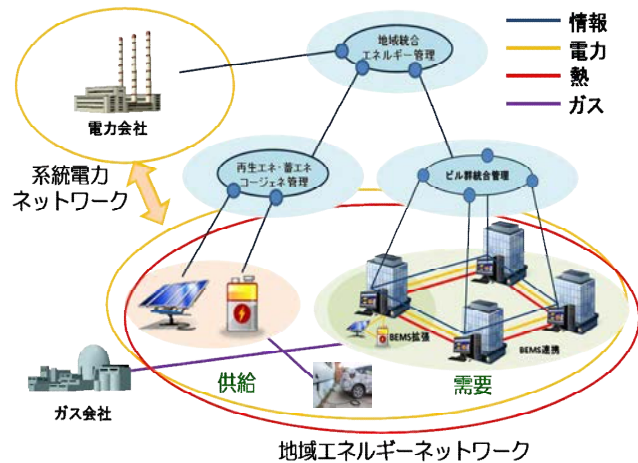 情報
電力
熱
ガス
地域統合
エネルギー管理
電力会社
系統電力
ネットワーク
再生エネ・蓄エネ
コージェネ管理
ビル群統合管理
BEMS拡張
BEMS連携
供給
需要
ガス会社
地域エネルギーネットワーク